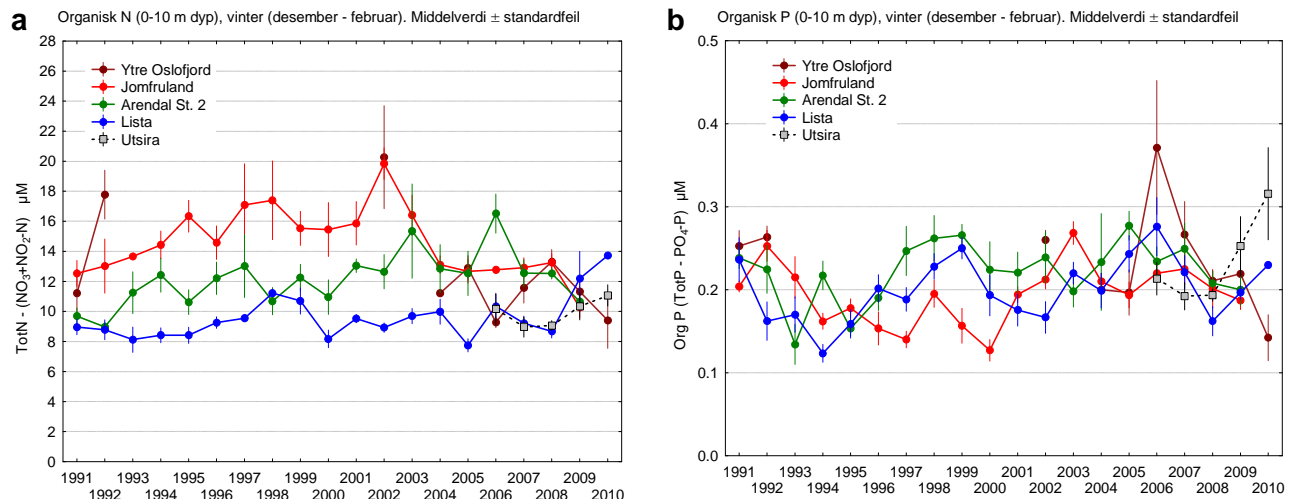 a
Organisk N (0-10 m dyp), vinter (desember - februar). Middelverdi ± standardfeil
28
26
24
22
20
18
16
14
12
10
8
6
4
2
0
TotN - (NO3+NO2-N) µM
Ytre Oslofjord
Jomfruland
Arendal St. 2
Lista
Utsira
1991 1993 1995 1997 1999 2001 2003 2005 2007 2009
1992 1994 1996 1998 2000 2002 2004 2006 2008 2010
b
Organisk P (0-10 m dyp), vinter (desember - februar). Middelverdi ± standardfeil
0.5
0.4
0.3
0.2
0.1
0.0
Org P (TotP - PO4-P) µM
Ytre Oslofjord
Jomfruland
Arendal St. 2
Lista
Utsira
1991 1993 1995 1997 1999 2001 2003 2005 2007 2009
1992 1994 1996 1998 2000 2002 2004 2006 2008 2010